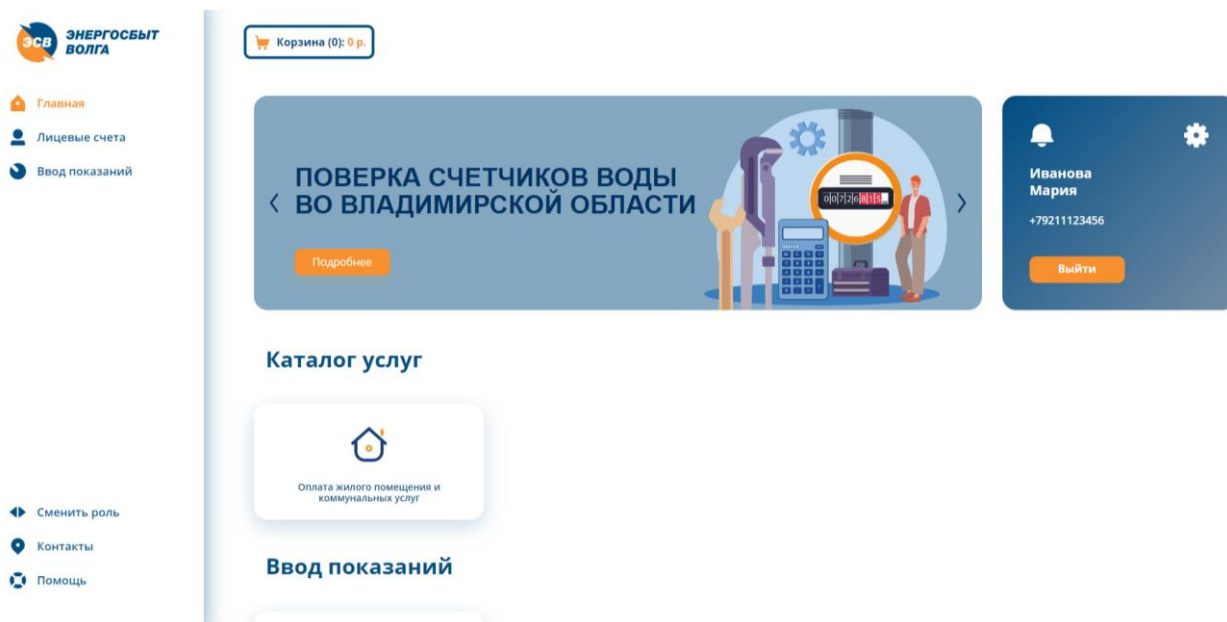 ЭСВ
ЭНЕРГОСБЫТ
ВОЛГА
Корзина (0): 0 р.
Главная
Лицевые счета
Ввод показаний
ПОВЕРКА СЧЕТЧИКОВ ВОДЫ
ВО ВЛАДИМИРСКОЙ ОБЛАСТИ
Подробнее
00726815
Иванова
Мария
+79211123456
Выйти
Каталог услуг
Оплата жилого помещения и
коммунальных услуг
Ввод показаний
Сменить роль
Контакты
Помощь